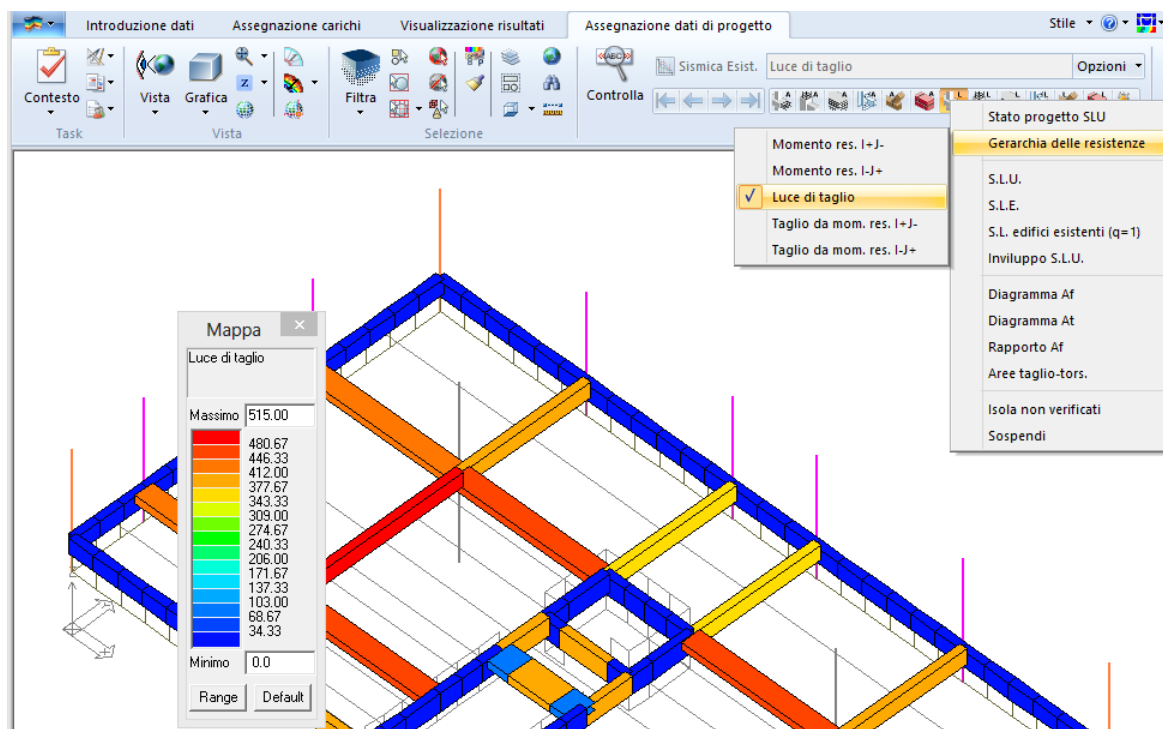 Introduzione dati
Assegnazione carichi
Visualizzazione risultati
Assegnazione dati di progetto
Stile
Contesto
Task
Vista
Grafica
z
Vista
Filtra
Selezione
ABC
Controlla
Sismica Esist.
Luce di taglio
Opzioni
Momento res. I+J-
Momento res. I-J+
Luce di taglio
Taglio da mom. res. I+J-
Taglio da mom. res. I-J+
Stato progetto SLU
Gerarchia delle resistenze
S.L.U.
S.L.E.
S.L. edifici esistenti (q=1)
Inviluppo S.L.U.
Diagramma Af
Diagramma At
Rapporto Af
Aree taglio-tors.
Isola non verificati
Sospendi
Mappa
Luce di taglio
Massimo 515.00
480.67
446.33
412.00
377.67
343.33
309.00
274.67
240.33
206.00
171.67
137.33
103.00
68.67
34.33
Minimo 0.0
Range
Default